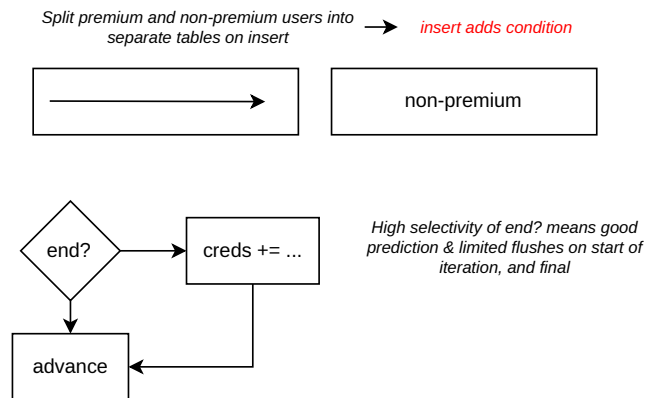 Split premium and non-premium users into
separate tables on insert
insert adds condition
non-premium
end?
creds += ...
High selectivity of end? means good
prediction & limited flushes on start of
iteration, and final
advance